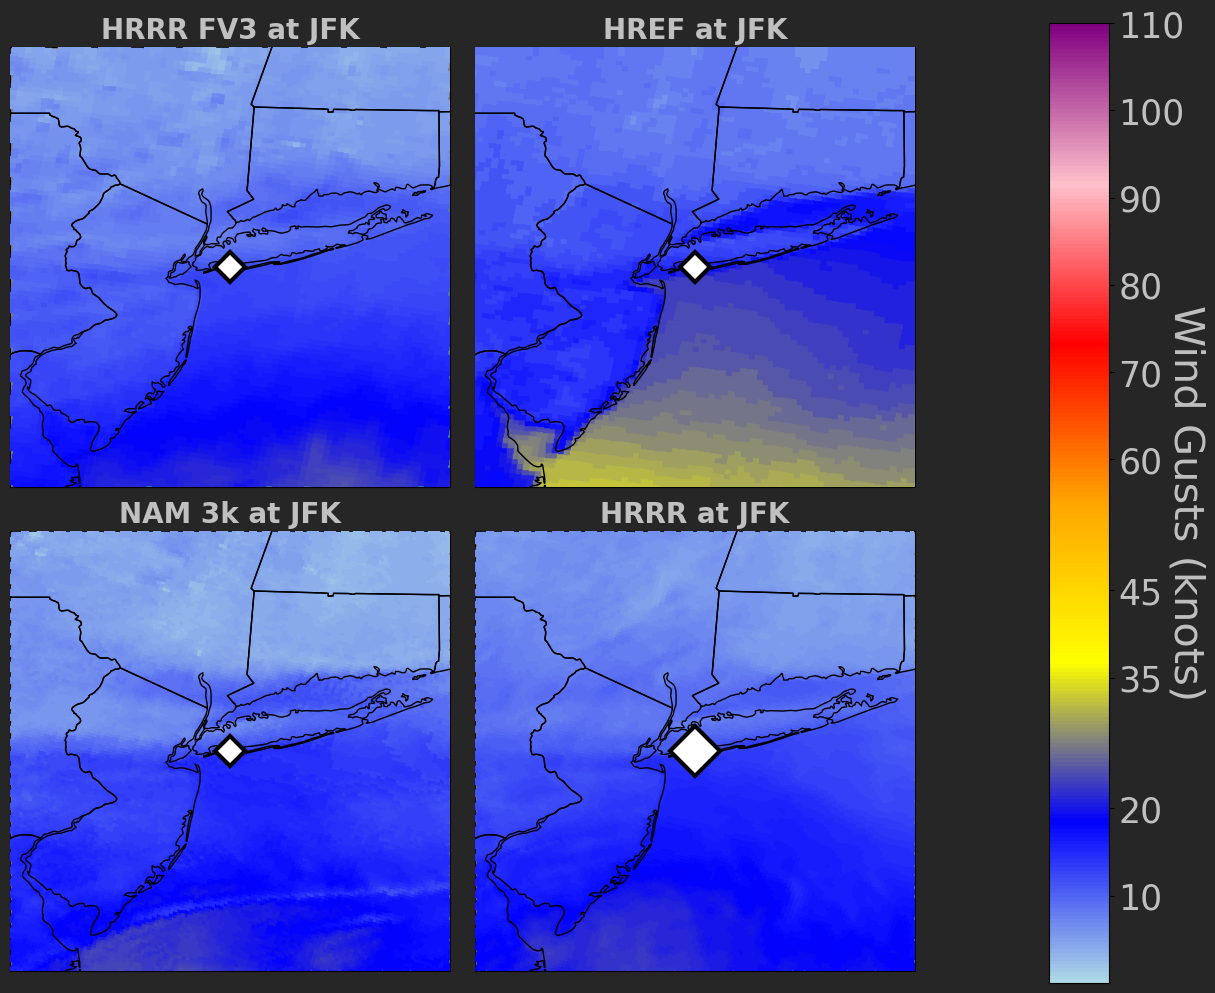 HRRR FV3 at JFK
HREF at JFK
NAM 3k at JFK
HRRR at JFK
110
100
90
80
70
60
45
35
20
10
Wind Gusts (knots)